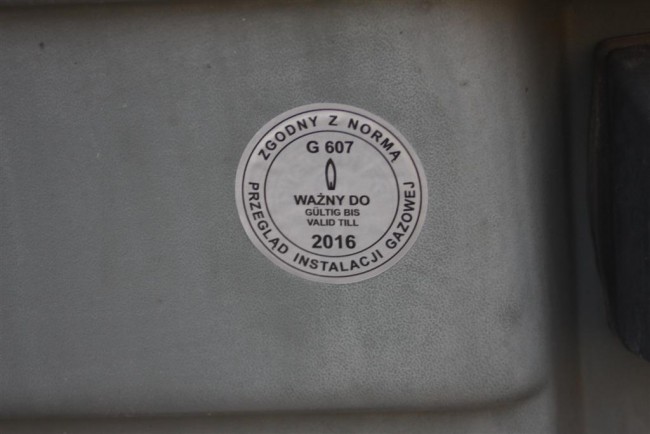 ZGODNY Z NORMĄ
G 607
WAŻNY DO
GÜLTIG BIS
VALID TILL
2016
PRZEGLĄD INSTALACJI GAZOWEJ